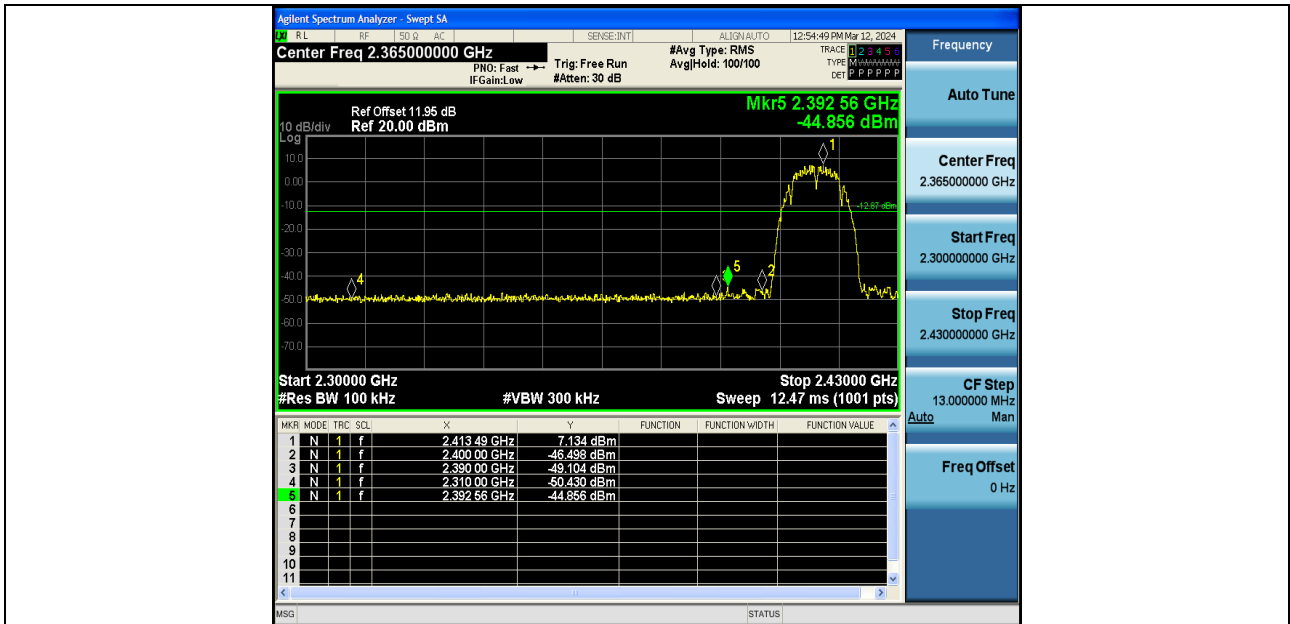 Agilent Spectrum Analyzer - Swept SA
LXI RL RF 50 Ω AC SENSE:INT ALIGN AUTO 12:54:49 PM Mar 12, 2024
Center Freq 2.365000000 GHz
PNO: Fast
IFGain:Low
Trig: Free Run
#Atten: 30 dB
#Avg Type: RMS
Avg|Hold: 100/100
TRACE 1 2 3 4 5 6
TYPE M
DET P P P P P P
Mkr5 2.392 56 GHz
-44.856 dBm
Ref Offset 11.95 dB
10 dB/div Ref 20.00 dBm
Log
10.0
0.00
-10.0
-20.0
-30.0
-40.0
-50.0
-60.0
-70.0
1
-12.87 dBm
4
5
2
Start 2.30000 GHz Stop 2.43000 GHz
#Res BW 100 kHz #VBW 300 kHz Sweep 12.47 ms (1001 pts)
MKR MODE TRC SCL X Y FUNCTION FUNCTION WIDTH FUNCTION VALUE
1 N 1 f 2.413 49 GHz 7.134 dBm
2 N 1 f 2.400 00 GHz -46.498 dBm
3 N 1 f 2.390 00 GHz -49.104 dBm
4 N 1 f 2.310 00 GHz -50.430 dBm
5 N 1 f 2.392 56 GHz -44.856 dBm
6
7
8
9
10
11
MSG STATUS
Frequency
Auto Tune
Center Freq
2.365000000 GHz
Start Freq
2.300000000 GHz
Stop Freq
2.430000000 GHz
CF Step
13.000000 MHz
Auto Man
Freq Offset
0 Hz